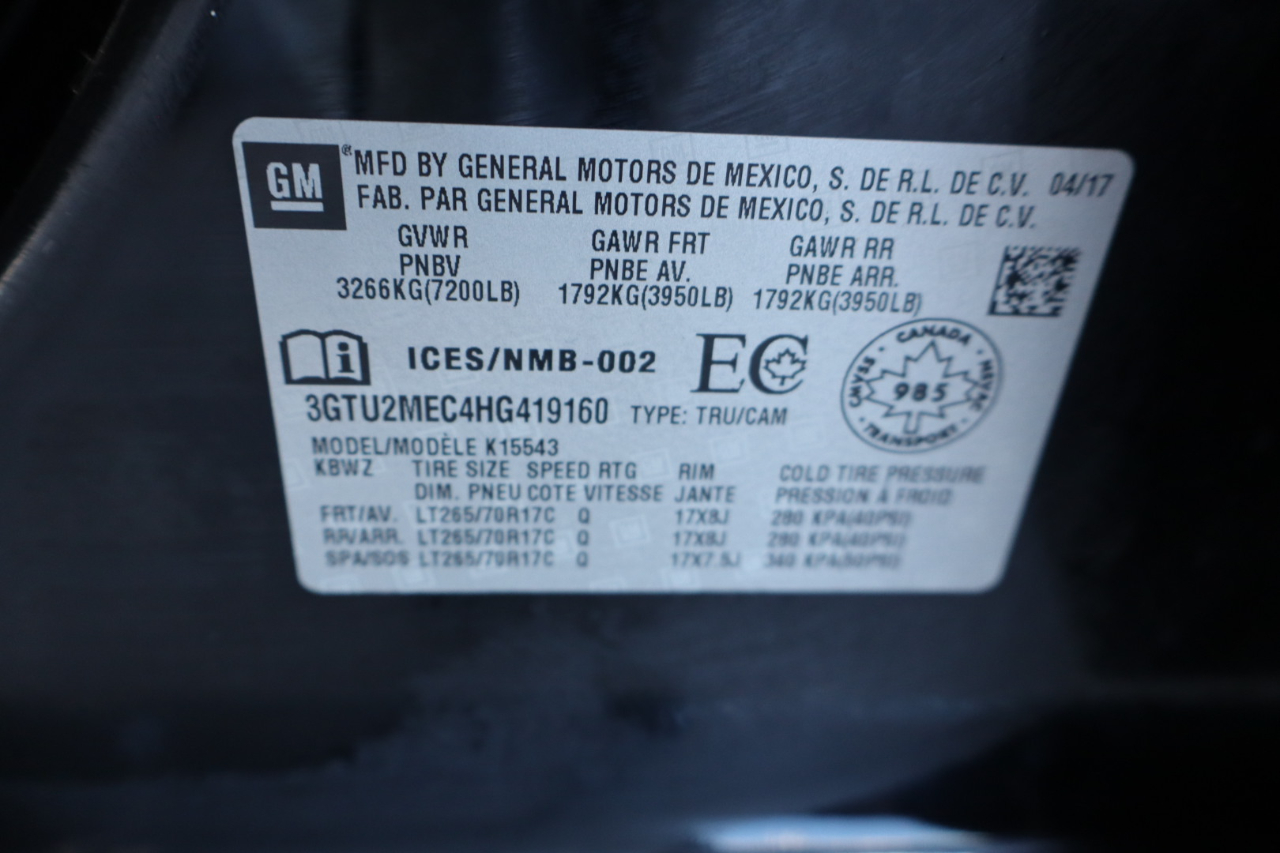 GM
® MFD BY GENERAL MOTORS DE MEXICO, S. DE R.L. DE C.V. 04/17
FAB. PAR GENERAL MOTORS DE MEXICO, S. DE R.L. DE C.V.
GVWR GAWR FRT GAWR RR
PNBV PNBE AV. PNBE ARR.
3266KG(7200LB) 1792KG(3950LB) 1792KG(3950LB)
i ICES/NMB-002 EC
CANADA
CMVSS 985 NSVAC
TRANSPORT
3GTU2MEC4HG419160 TYPE: TRU/CAM
MODEL/MODÈLE K15543
KBWZ TIRE SIZE SPEED RTG RIM COLD TIRE PRESSURE
DIM. PNEU COTE VITESSE JANTE PRESSION À FROID
FRT/AV. LT265/70R17C Q 17X8J 280 KPA(40PSI)
RR/ARR. LT265/70R17C Q 17X8J 280 KPA(40PSI)
SPA/SOS LT265/70R17C Q 17X7.5J 340 KPA(50PSI)